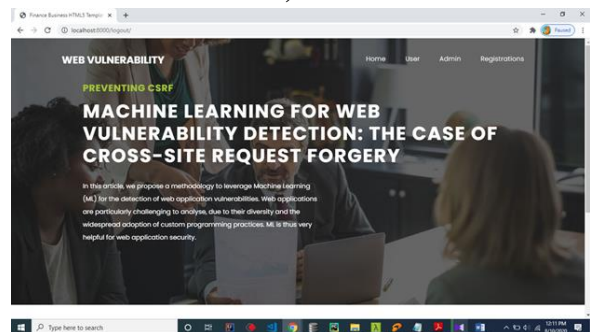 Finance Business HTML5 Templa
localhost:8000/logout/
Paused
WEB VULNERABILITY
Home User Admin Registrations
PREVENTING CSRF
MACHINE LEARNING FOR WEB
VULNERABILITY DETECTION: THE CASE OF
CROSS-SITE REQUEST FORGERY
In this article, we propose a methodology to leverage Machine Learning
(ML) for the detection of web application vulnerabilities. Web applications
are particularly challenging to analyse, due to their diversity and the
widespread adoption of custom programming practices. ML is thus very
helpful for web application security.
Type here to search
12:11 PM